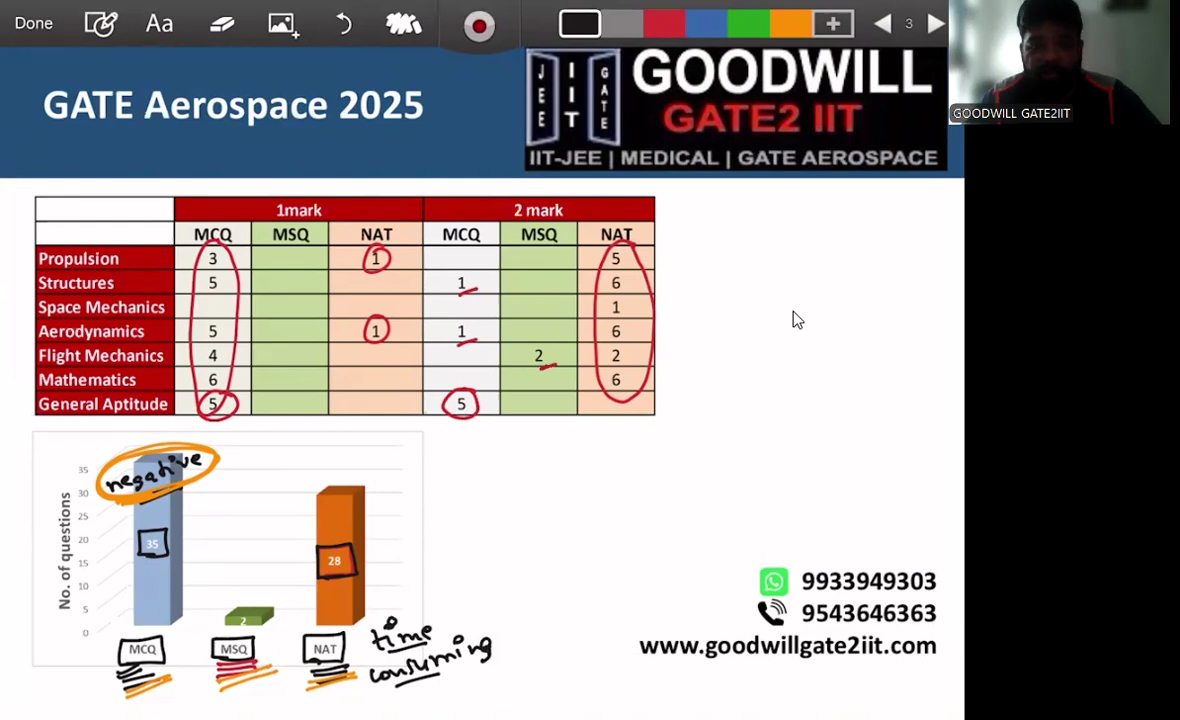 Done Aa 3
GOODWILL GATE2IIT
GATE Aerospace 2025
JEE IIT GATE
GOODWILL
GATE2 IIT
IIT-JEE | MEDICAL | GATE AEROSPACE
1mark 2 mark
MCQ MSQ NAT MCQ MSQ NAT
Propulsion 3 1 5
Structures 5 1 6
Space Mechanics 1
Aerodynamics 5 1 1 6
Flight Mechanics 4 2 2
Mathematics 6 6
General Aptitude 5 5
negative
No. of questions
35
30
25
20
15
10
5
0
35
2
28
MCQ MSQ NAT
time
consuming
9933949303
9543646363
www.goodwillgate2iit.com